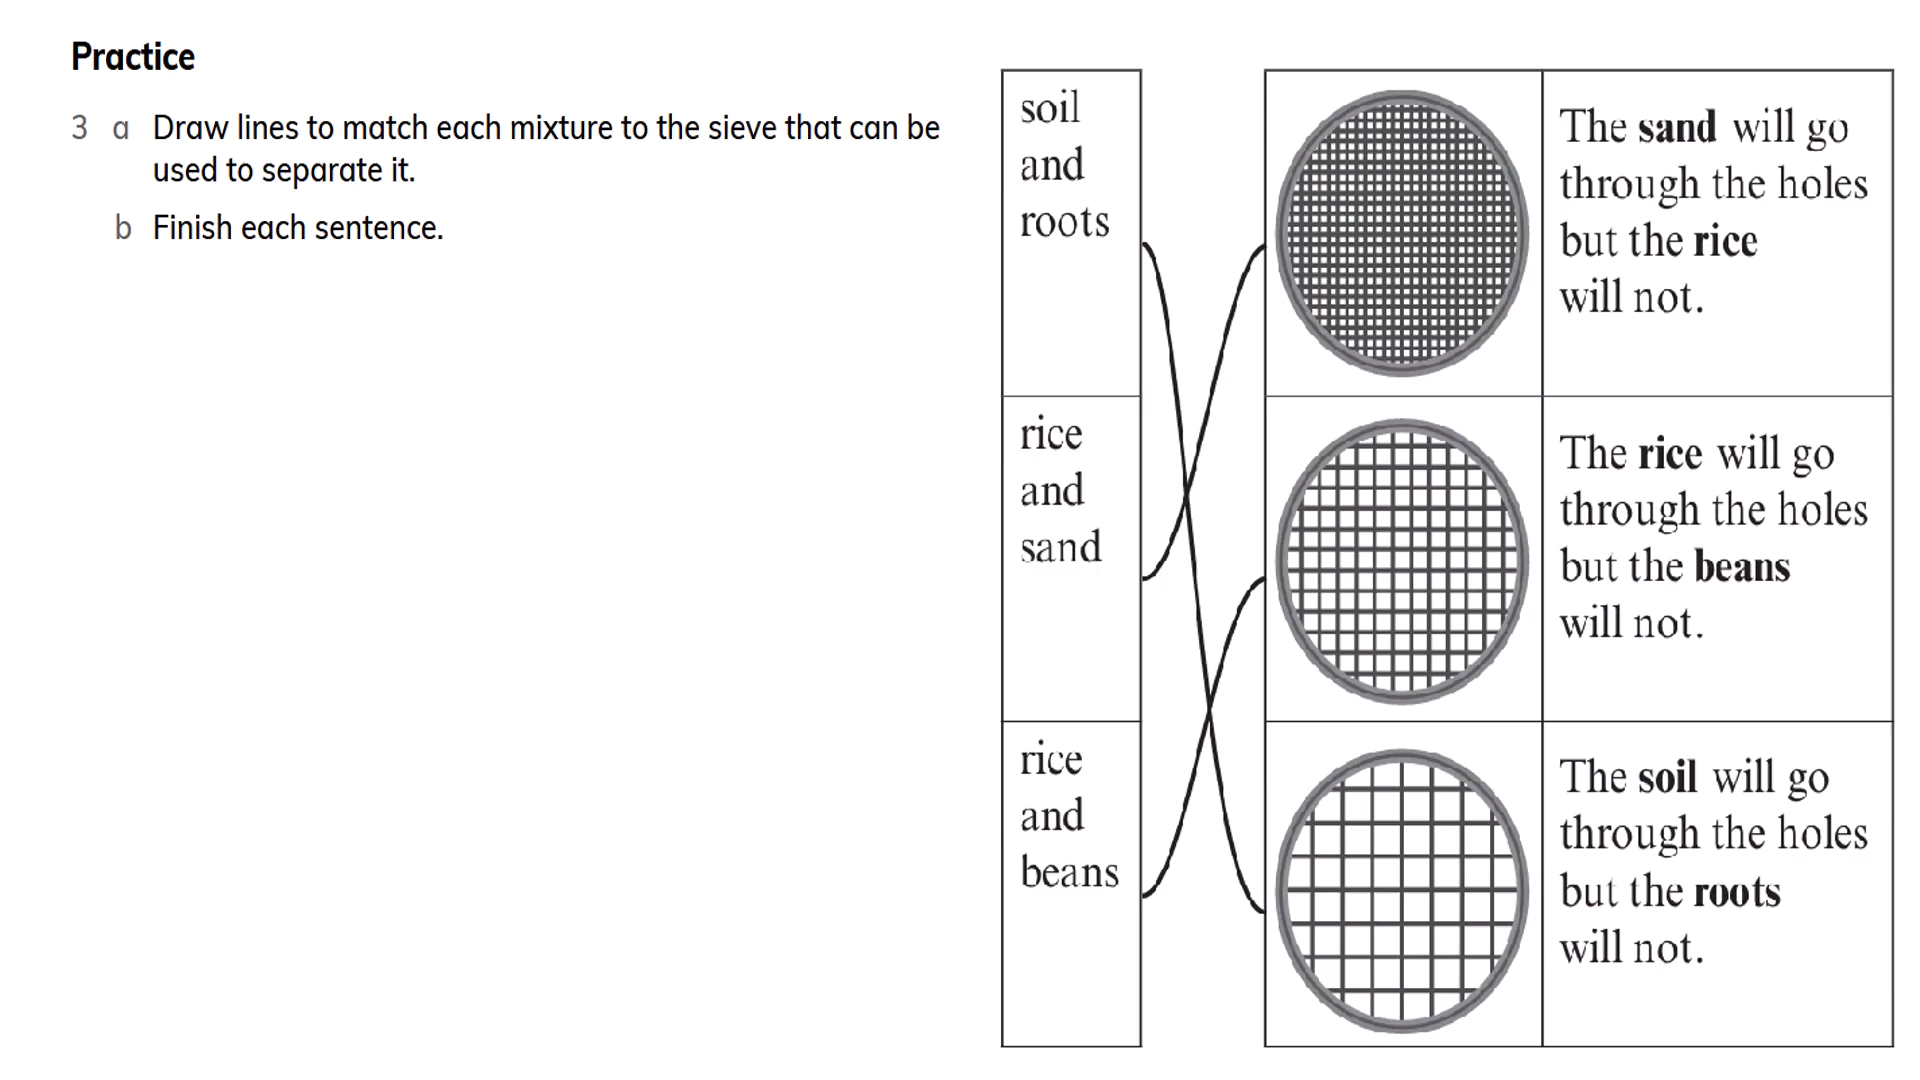 Practice
3 a Draw lines to match each mixture to the sieve that can be
used to separate it.
b Finish each sentence.
soil
and
roots
rice
and
sand
rice
and
beans
The sand will go
through the holes
but the rice
will not.
The rice will go
through the holes
but the beans
will not.
The soil will go
through the holes
but the roots
will not.